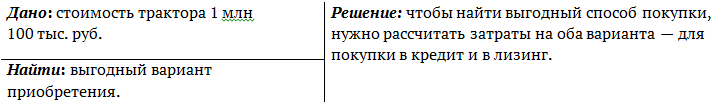 Дано: стоимость трактора 1 млн
100 тыс. руб.
Найти: выгодный вариант
приобретения.
Решение: чтобы найти выгодный способ покупки,
нужно рассчитать затраты на оба варианта — для
покупки в кредит и в лизинг.